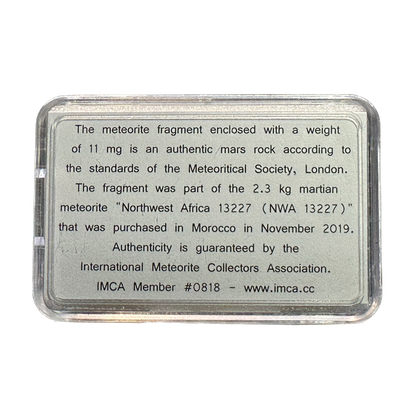 The meteorite fragment enclosed with a weight
of 11 mg is an authentic mars rock according to
the standards of the Meteoritical Society, London.
The fragment was part of the 2.3 kg martian
meteorite "Northwest Africa 13227 (NWA 13227)"
that was purchased in Morocco in November 2019.
Authenticity is guaranteed by the
International Meteorite Collectors Association.
IMCA Member #0818 - www.imca.cc